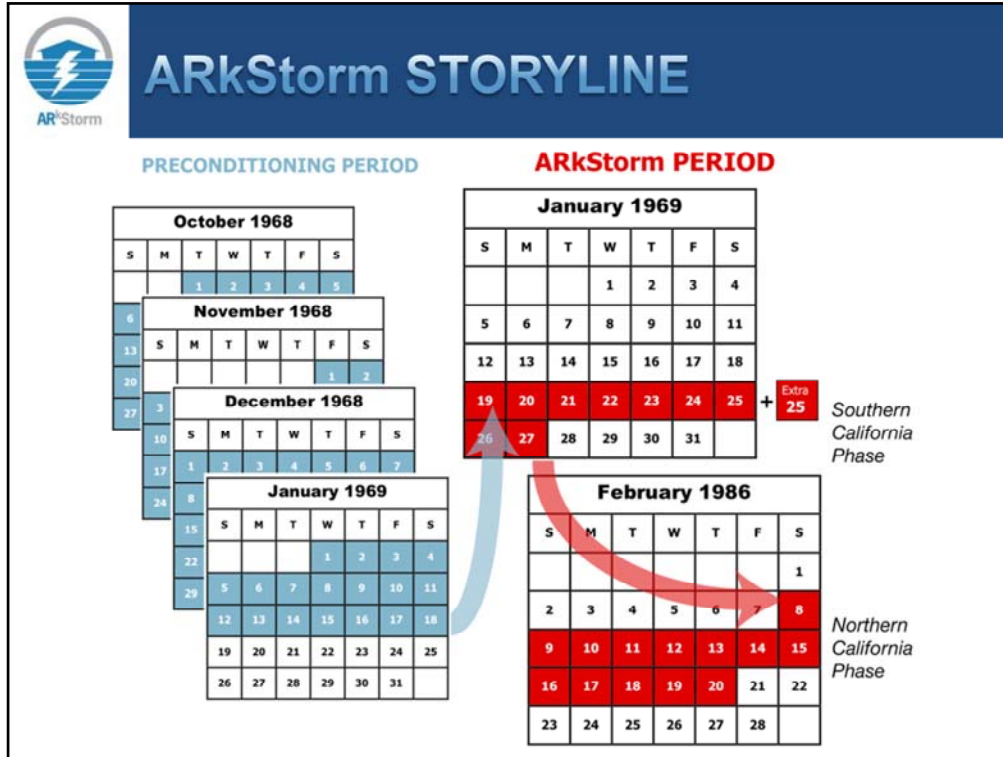 ARkStorm
ARkStorm STORYLINE
PRECONDITIONING PERIOD
October 1968
S M T W T F S
1 2 3 4 5
6
13
20
27
November 1968
S M T W T F S
1 2
3
10
17
24
December 1968
S M T W T F S
1 2 3 4 5 6 7
8
15
22
29
January 1969
S M T W T F S
1 2 3 4
5 6 7 8 9 10 11
12 13 14 15 16 17 18
19 20 21 22 23 24 25
26 27 28 29 30 31
ARkStorm PERIOD
January 1969
S M T W T F S
1 2 3 4
5 6 7 8 9 10 11
12 13 14 15 16 17 18
19 20 21 22 23 24 25 + Extra
25
26 27 28 29 30 31
Southern
California
Phase
February 1986
S M T W T F S
1
2 3 4 5 6 7 8
9 10 11 12 13 14 15
16 17 18 19 20 21 22
23 24 25 26 27 28
Northern
California
Phase